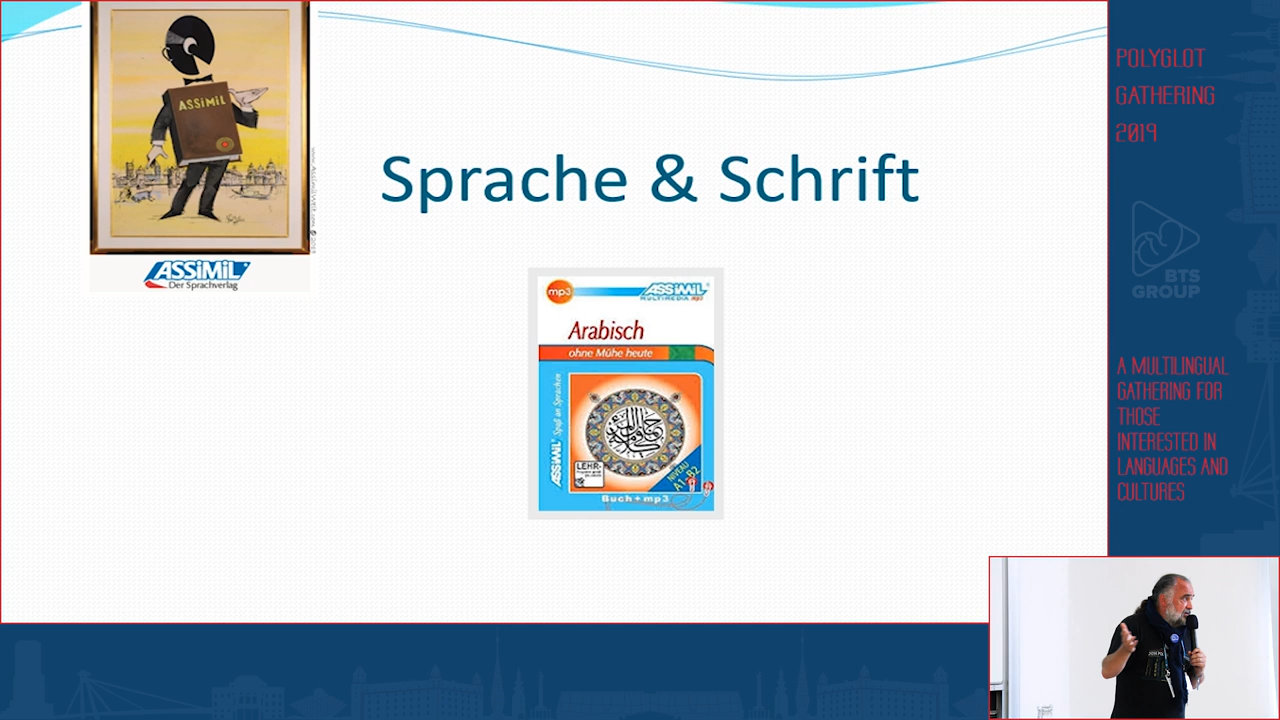 ASSiMiL
ASSiMiL
Der Sprachverlag
Sprache & Schrift
mp3
ASSiMiL
MULTIMEDIA mp3
Arabisch
ohne Mühe heute
ASSiMiL Spaß an Sprachen
LEHR-
NIVEAU
A1-B2
Buch + mp3
POLYGLOT
GATHERING
2019
BTS
GROUP
A MULTILINGUAL
GATHERING FOR
THOSE
INTERESTED IN
LANGUAGES AND
CULTURES